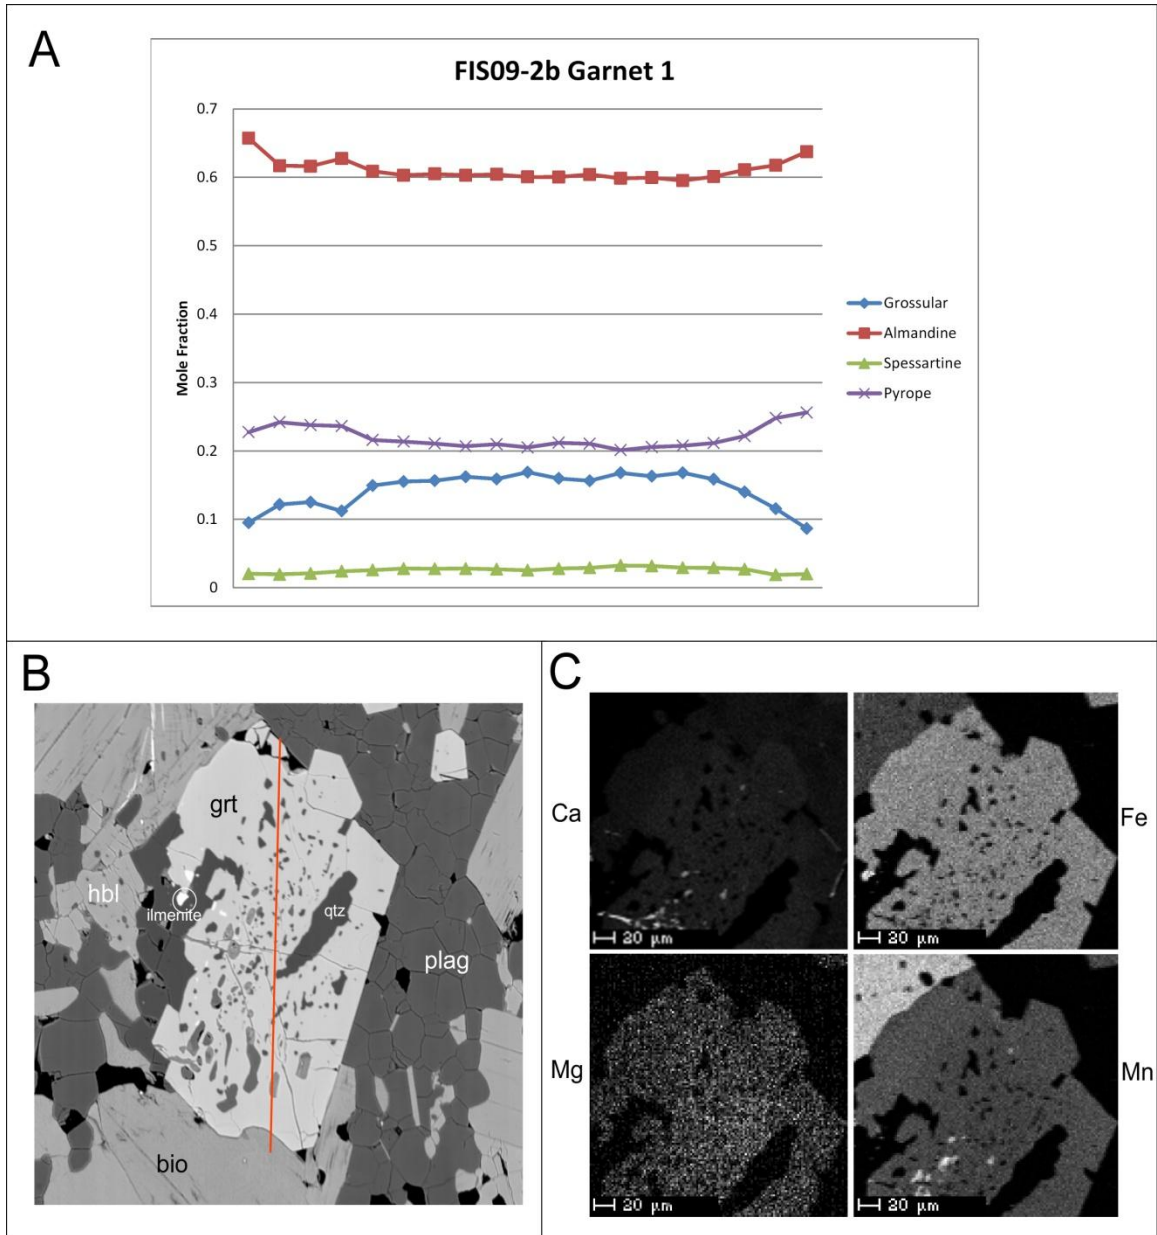 A
FIS09-2b Garnet 1
0.7
0.6
0.5
0.4
0.3
0.2
0.1
0
Mole Fraction
Grossular
Almandine
Spessartine
Pyrope
B
grt
hbl
ilmenite
qtz
plag
bio
C
Ca
Fe
20 µm
20 µm
Mg
Mn
20 µm
20 µm